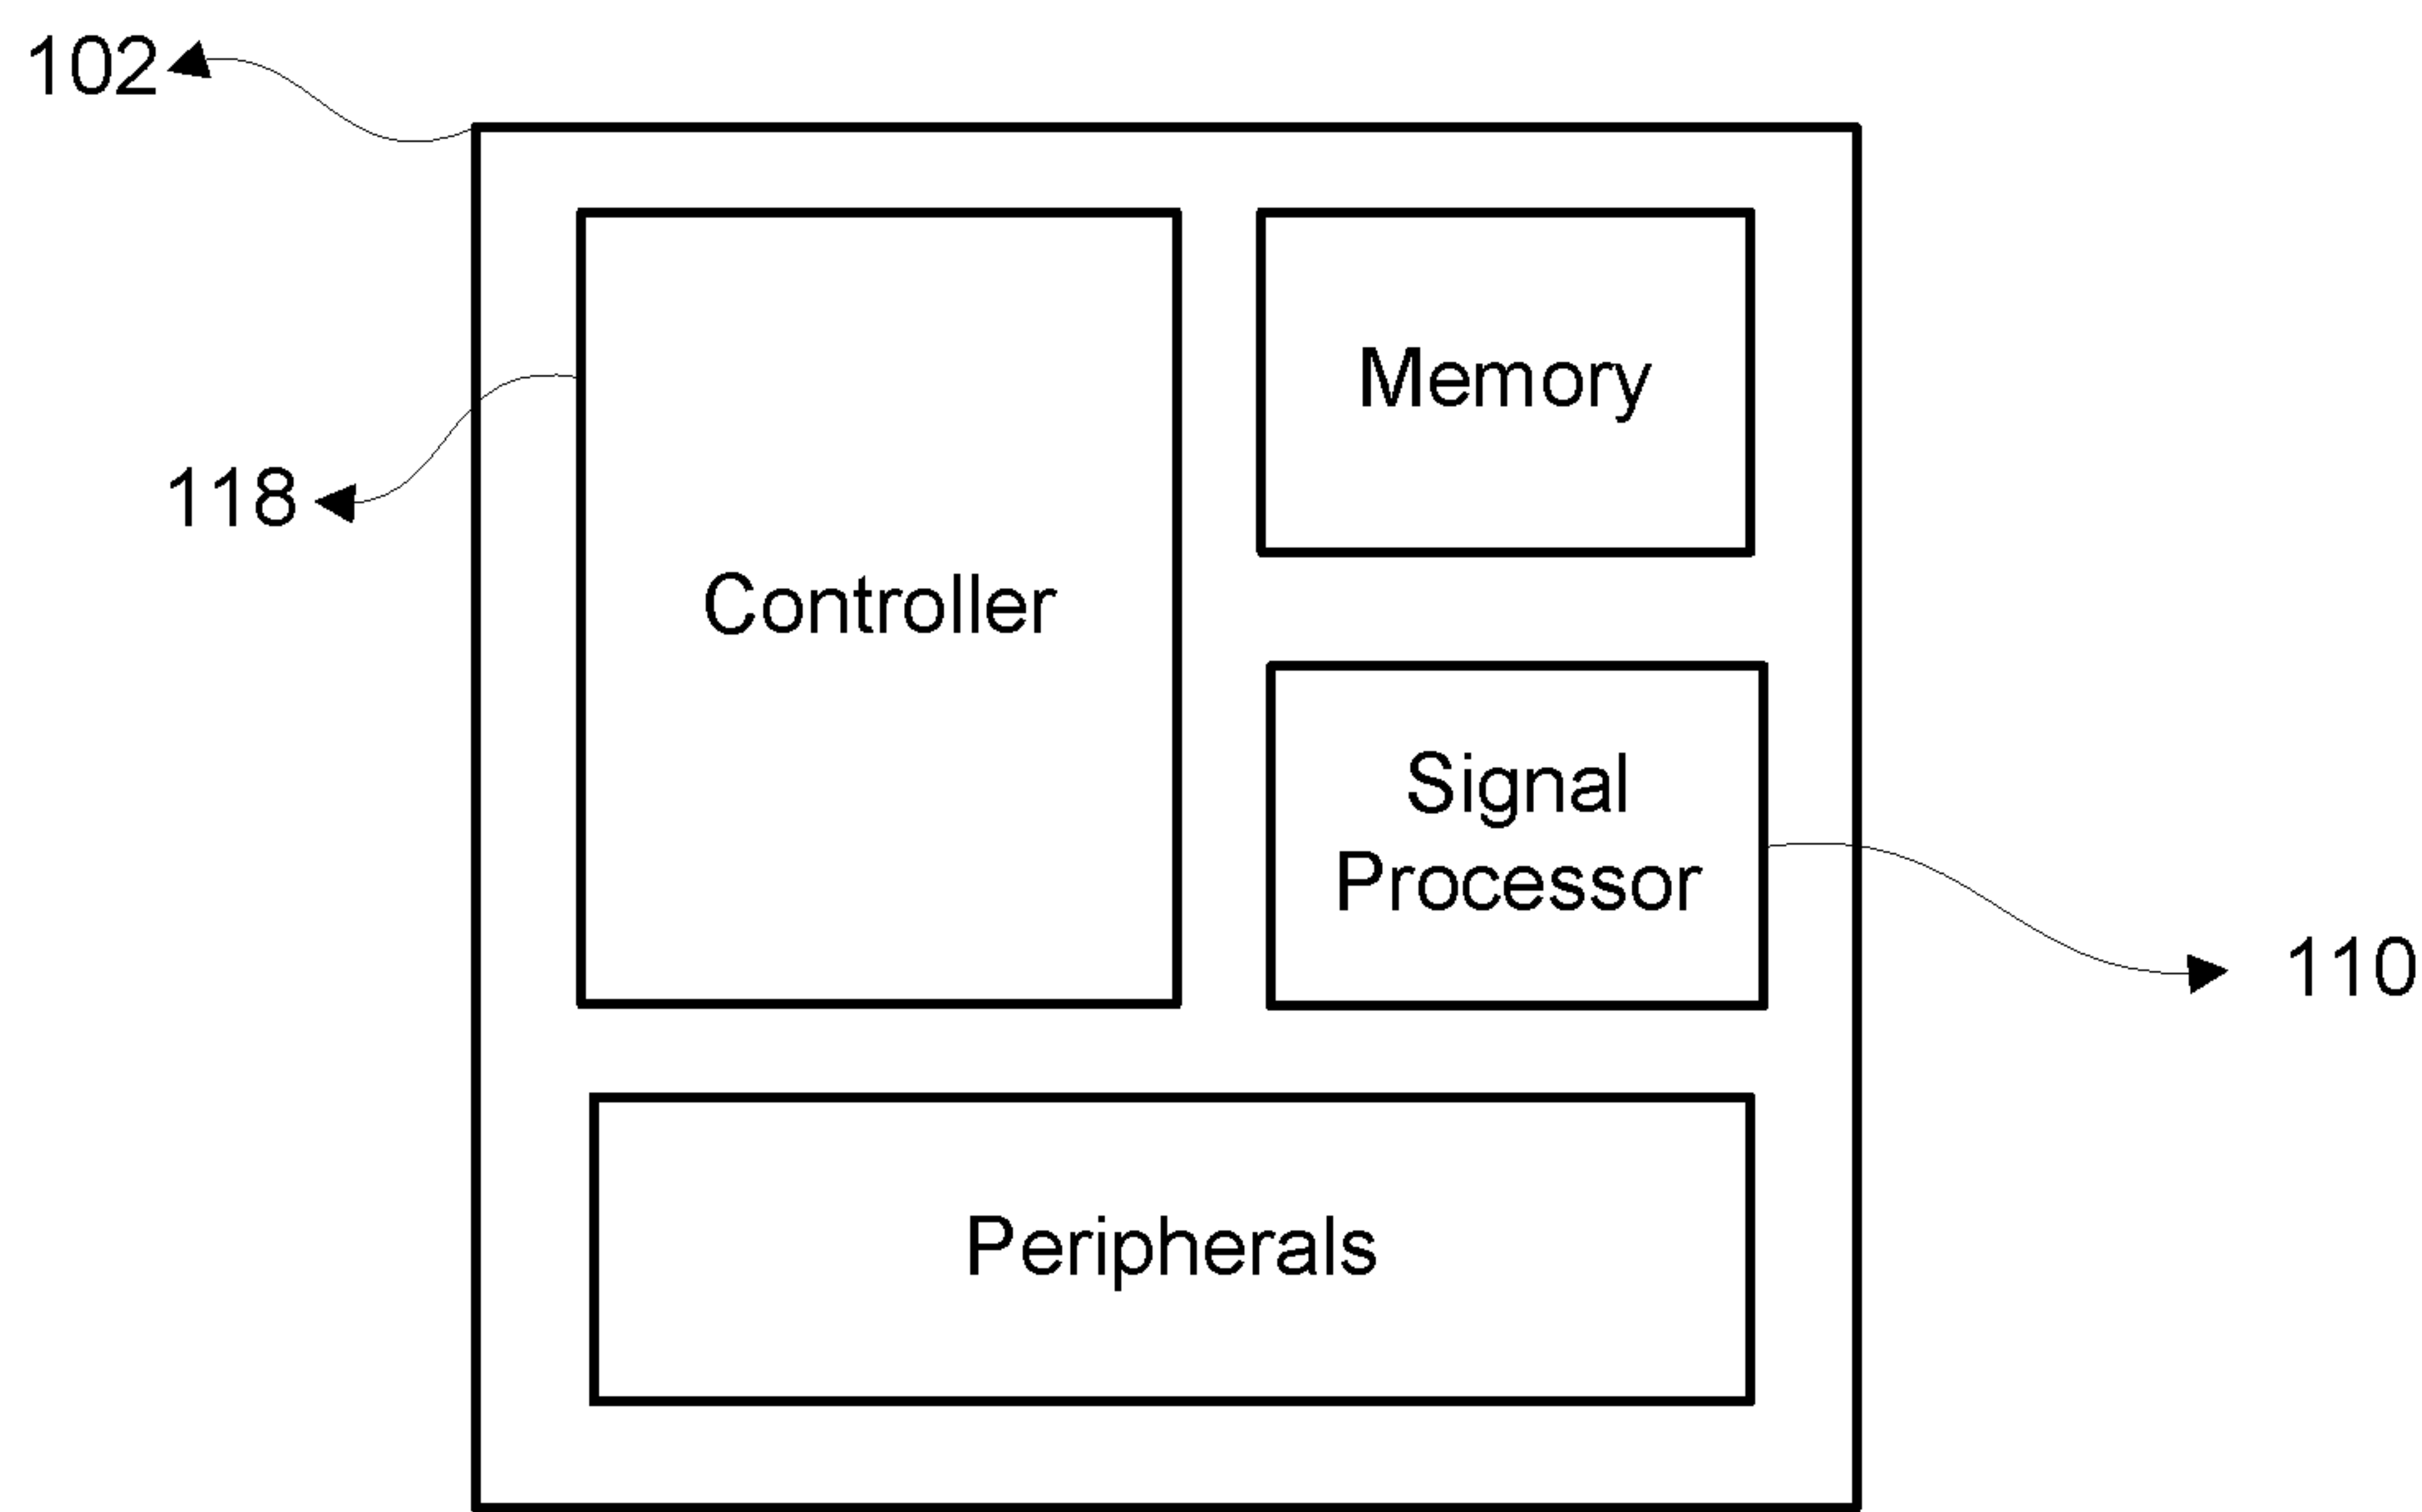 102
118
Controller
Memory
Signal
Processor
110
Peripherals